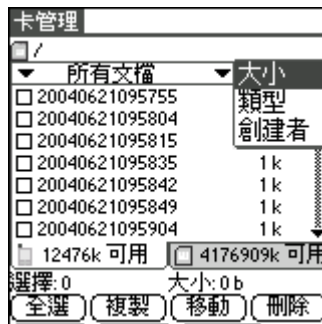 卡管理
/
所有文檔 大小
20040621095755 類型
20040621095804 創建者
20040621095815
20040621095835 1k
20040621095842 1k
20040621095849 1k
20040621095904 1k
12476k 可用 4176909k 可用
選擇: 0 大小: 0b
全選 複製 移動 刪除